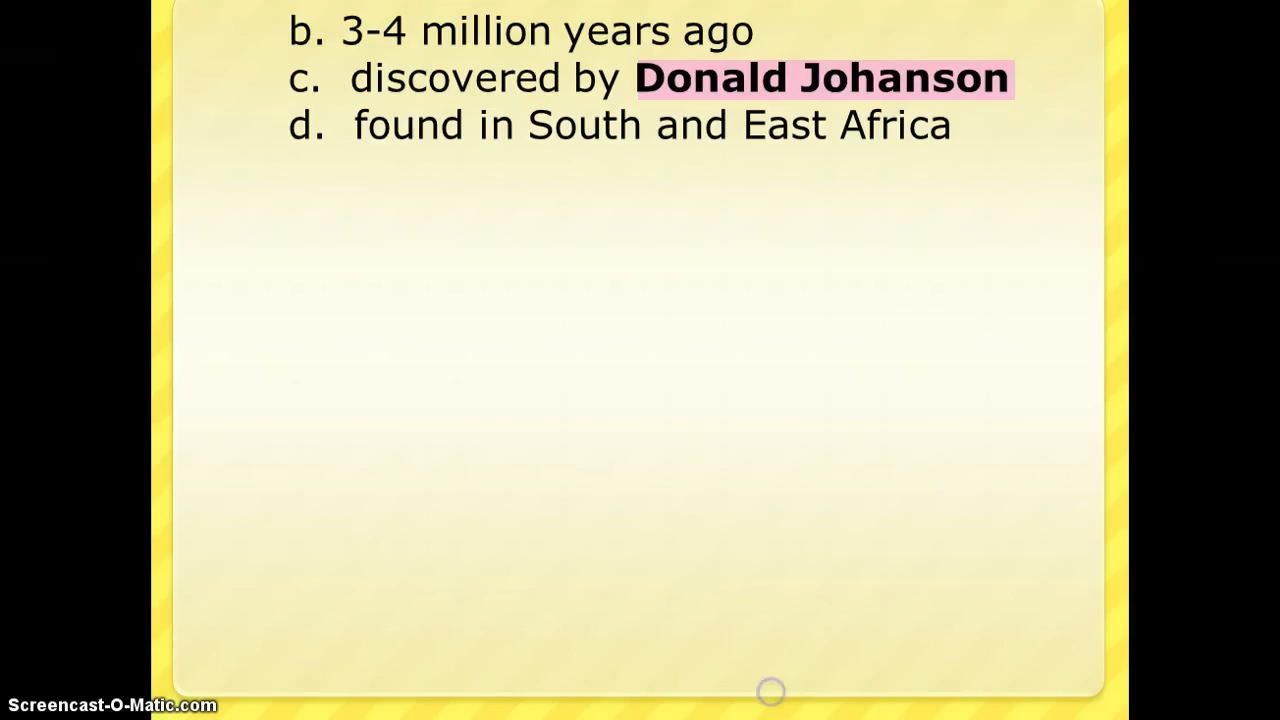 b. 3-4 million years ago
c. discovered by Donald Johanson
d. found in South and East Africa
Screencast-O-Matic.com